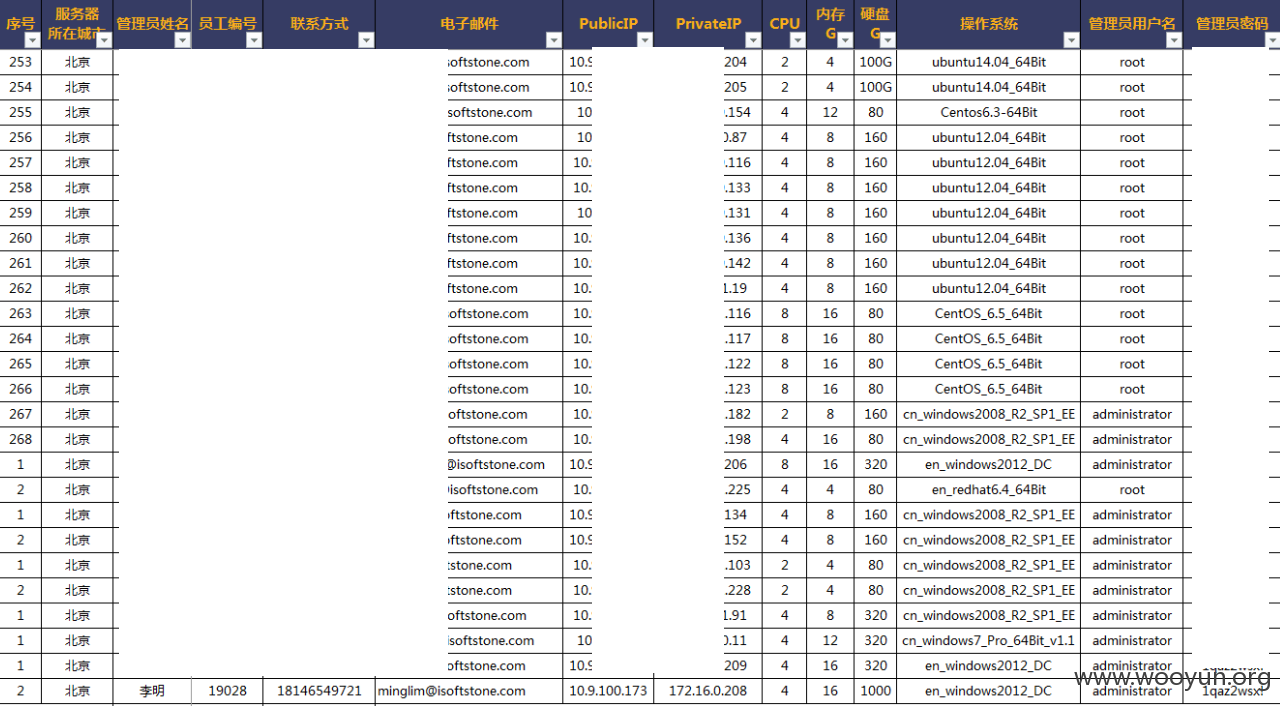 序号 服务器所在城市 管理员姓名 员工编号 联系方式 电子邮件 PublicIP PrivateIP CPU 内存G 硬盘G 操作系统 管理员用户名 管理员密码
253 北京 softstone.com 10.9 204 2 4 100G ubuntu14.04_64Bit root
254 北京 softstone.com 10.9 205 2 4 100G ubuntu14.04_64Bit root
255 北京 softstone.com 10 .154 4 12 80 Centos6.3-64Bit root
256 北京 ftstone.com 10 0.87 4 8 160 ubuntu12.04_64Bit root
257 北京 ftstone.com 10. .116 4 8 160 ubuntu12.04_64Bit root
258 北京 ftstone.com 10. .133 4 8 160 ubuntu12.04_64Bit root
259 北京 ftstone.com 10 .131 4 8 160 ubuntu12.04_64Bit root
260 北京 ftstone.com 10. .136 4 8 160 ubuntu12.04_64Bit root
261 北京 ftstone.com 10. .142 4 8 160 ubuntu12.04_64Bit root
262 北京 ftstone.com 10. 1.19 4 8 160 ubuntu12.04_64Bit root
263 北京 softstone.com 10. .116 8 16 80 CentOS_6.5_64Bit root
264 北京 softstone.com 10. .117 8 16 80 CentOS_6.5_64Bit root
265 北京 softstone.com 10. .122 8 16 80 CentOS_6.5_64Bit root
266 北京 softstone.com 10. .123 8 16 80 CentOS_6.5_64Bit root
267 北京 oftstone.com 10. .182 2 8 160 cn_windows2008_R2_SP1_EE administrator
268 北京 oftstone.com 10. .198 4 16 80 cn_windows2008_R2_SP1_EE administrator
1 北京 @isoftstone.com 10.9 206 8 16 320 en_windows2012_DC administrator
2 北京 isoftstone.com 10. .225 4 4 80 en_redhat6.4_64Bit root
1 北京 ftstone.com 10.9 134 4 8 160 cn_windows2008_R2_SP1_EE administrator
2 北京 ftstone.com 10. 152 4 8 160 cn_windows2008_R2_SP1_EE administrator
1 北京 tstone.com 10. .103 2 4 80 cn_windows2008_R2_SP1_EE administrator
2 北京 tstone.com 10. .228 2 4 80 cn_windows2008_R2_SP1_EE administrator
1 北京 softstone.com 10. 1.91 4 8 320 cn_windows2008_R2_SP1_EE administrator
1 北京 isoftstone.com 10 0.11 4 12 320 cn_windows7_Pro_64Bit_v1.1 administrator
1 北京 softstone.com 10.9 209 4 16 320 en_windows2012_DC administrator
2 北京 李明 19028 18146549721 minglim@isoftstone.com 10.9.100.173 172.16.0.208 4 16 1000 en_windows2012_DC administrator 1qaz2wsx!
www.wooyun.org